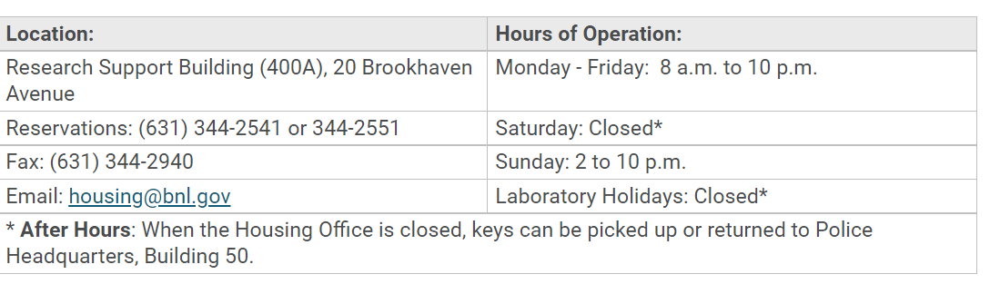 Location:
Hours of Operation:
Research Support Building (400A), 20 Brookhaven
Avenue
Monday - Friday:  8 a.m. to 10 p.m.
Reservations: (631) 344-2541 or 344-2551
Saturday: Closed*
Fax: (631) 344-2940
Sunday: 2 to 10 p.m.
Email: housing@bnl.gov
Laboratory Holidays: Closed*
* After Hours: When the Housing Office is closed, keys can be picked up or returned to Police
Headquarters, Building 50.